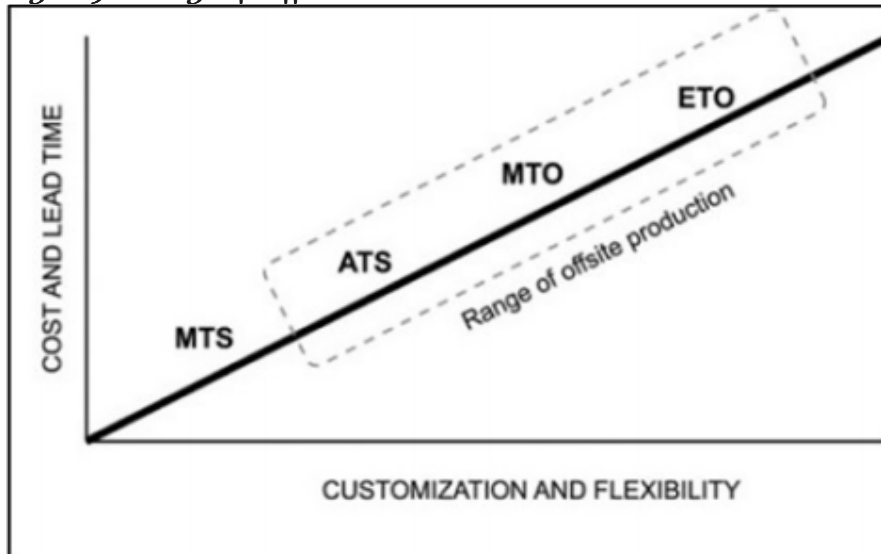 ETO
MTO
ATS
MTS
Range of offsite production
COST AND LEAD TIME
CUSTOMIZATION AND FLEXIBILITY